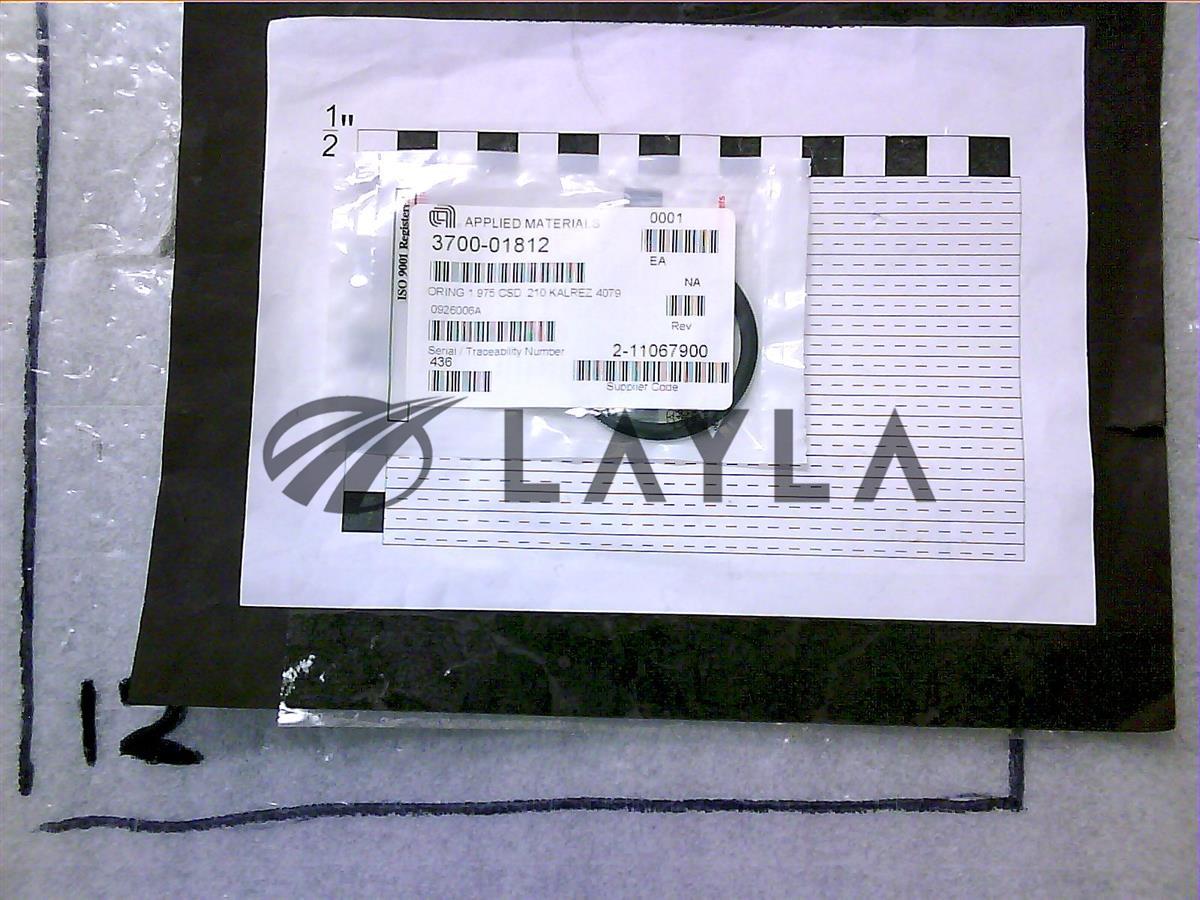 1/2"
ISO 9001 Register
APPLIED MATERIALS
3700-01812
0001
EA
NA
ORING 1.975 CSD .210 KALREZ 4079
0926006A
Rev
Serial / Traceability Number
436
2-11067900
Supplier Code
LAYLA
12